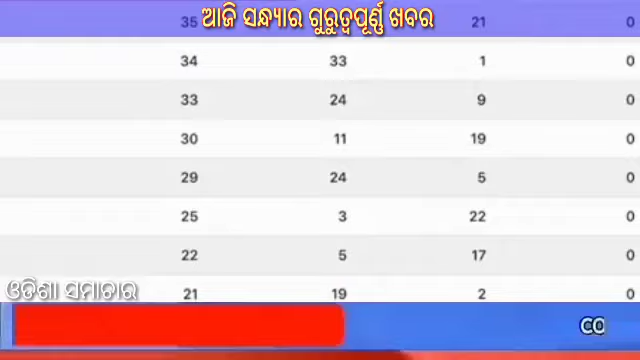 ଆଜି ସନ୍ଧ୍ୟାର ଗୁରୁତ୍ୱପୂର୍ଣ୍ଣ ଖବର
35 21 0
34 33 1 0
33 24 9 0
30 11 19 0
29 24 5 0
25 3 22 0
22 5 17 0
21 19 2 0
ଓଡିଶା ସମାଚାର